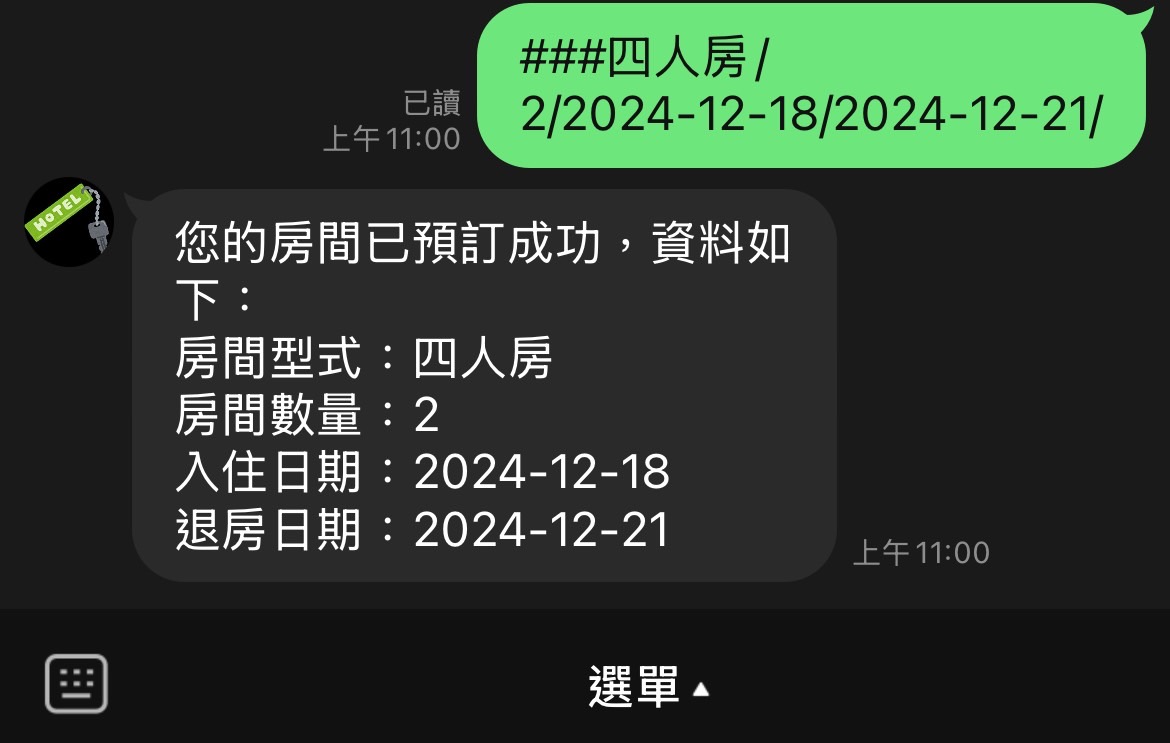 ###四人房/
2/2024-12-18/2024-12-21/
已讀
上午11:00
HOTEL
您的房間已預訂成功，資料如
下：
房間型式：四人房
房間數量：2
入住日期：2024-12-18
退房日期：2024-12-21
上午11:00
選單▲